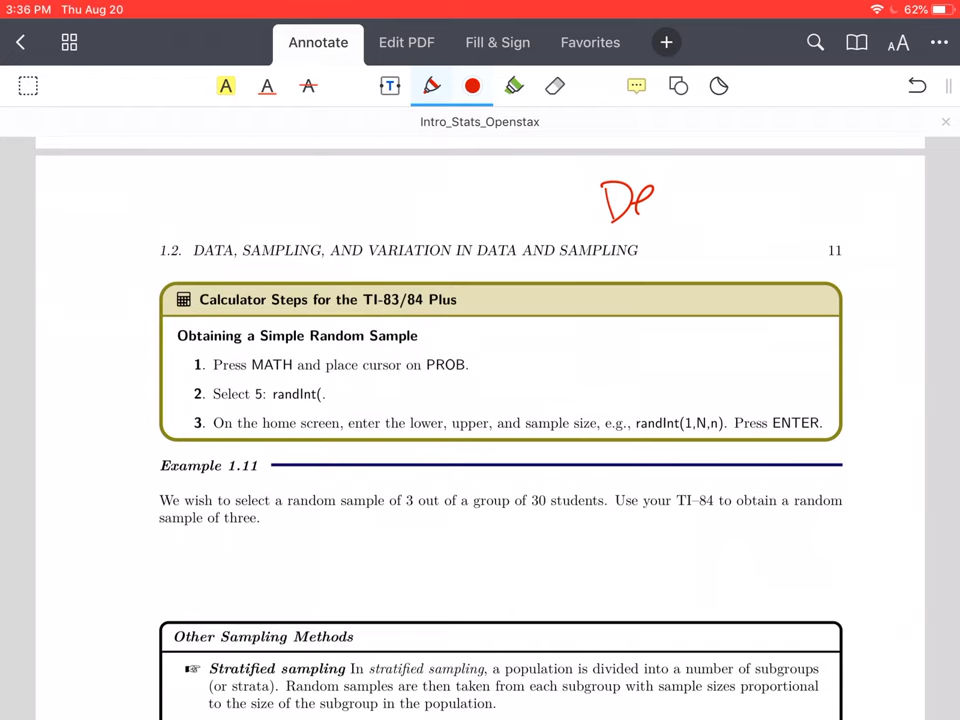 3:36 PM Thu Aug 20 62%
Annotate Edit PDF Fill & Sign Favorites
AA
A A A T
Intro_Stats_Openstax
De
1.2. DATA, SAMPLING, AND VARIATION IN DATA AND SAMPLING 11
Calculator Steps for the TI-83/84 Plus
Obtaining a Simple Random Sample
1. Press MATH and place cursor on PROB.
2. Select 5: randInt(.
3. On the home screen, enter the lower, upper, and sample size, e.g., randInt(1,N,n). Press ENTER.
Example 1.11
We wish to select a random sample of 3 out of a group of 30 students. Use your TI–84 to obtain a random
sample of three.
Other Sampling Methods
Stratified sampling In stratified sampling, a population is divided into a number of subgroups
(or strata). Random samples are then taken from each subgroup with sample sizes proportional
to the size of the subgroup in the population.